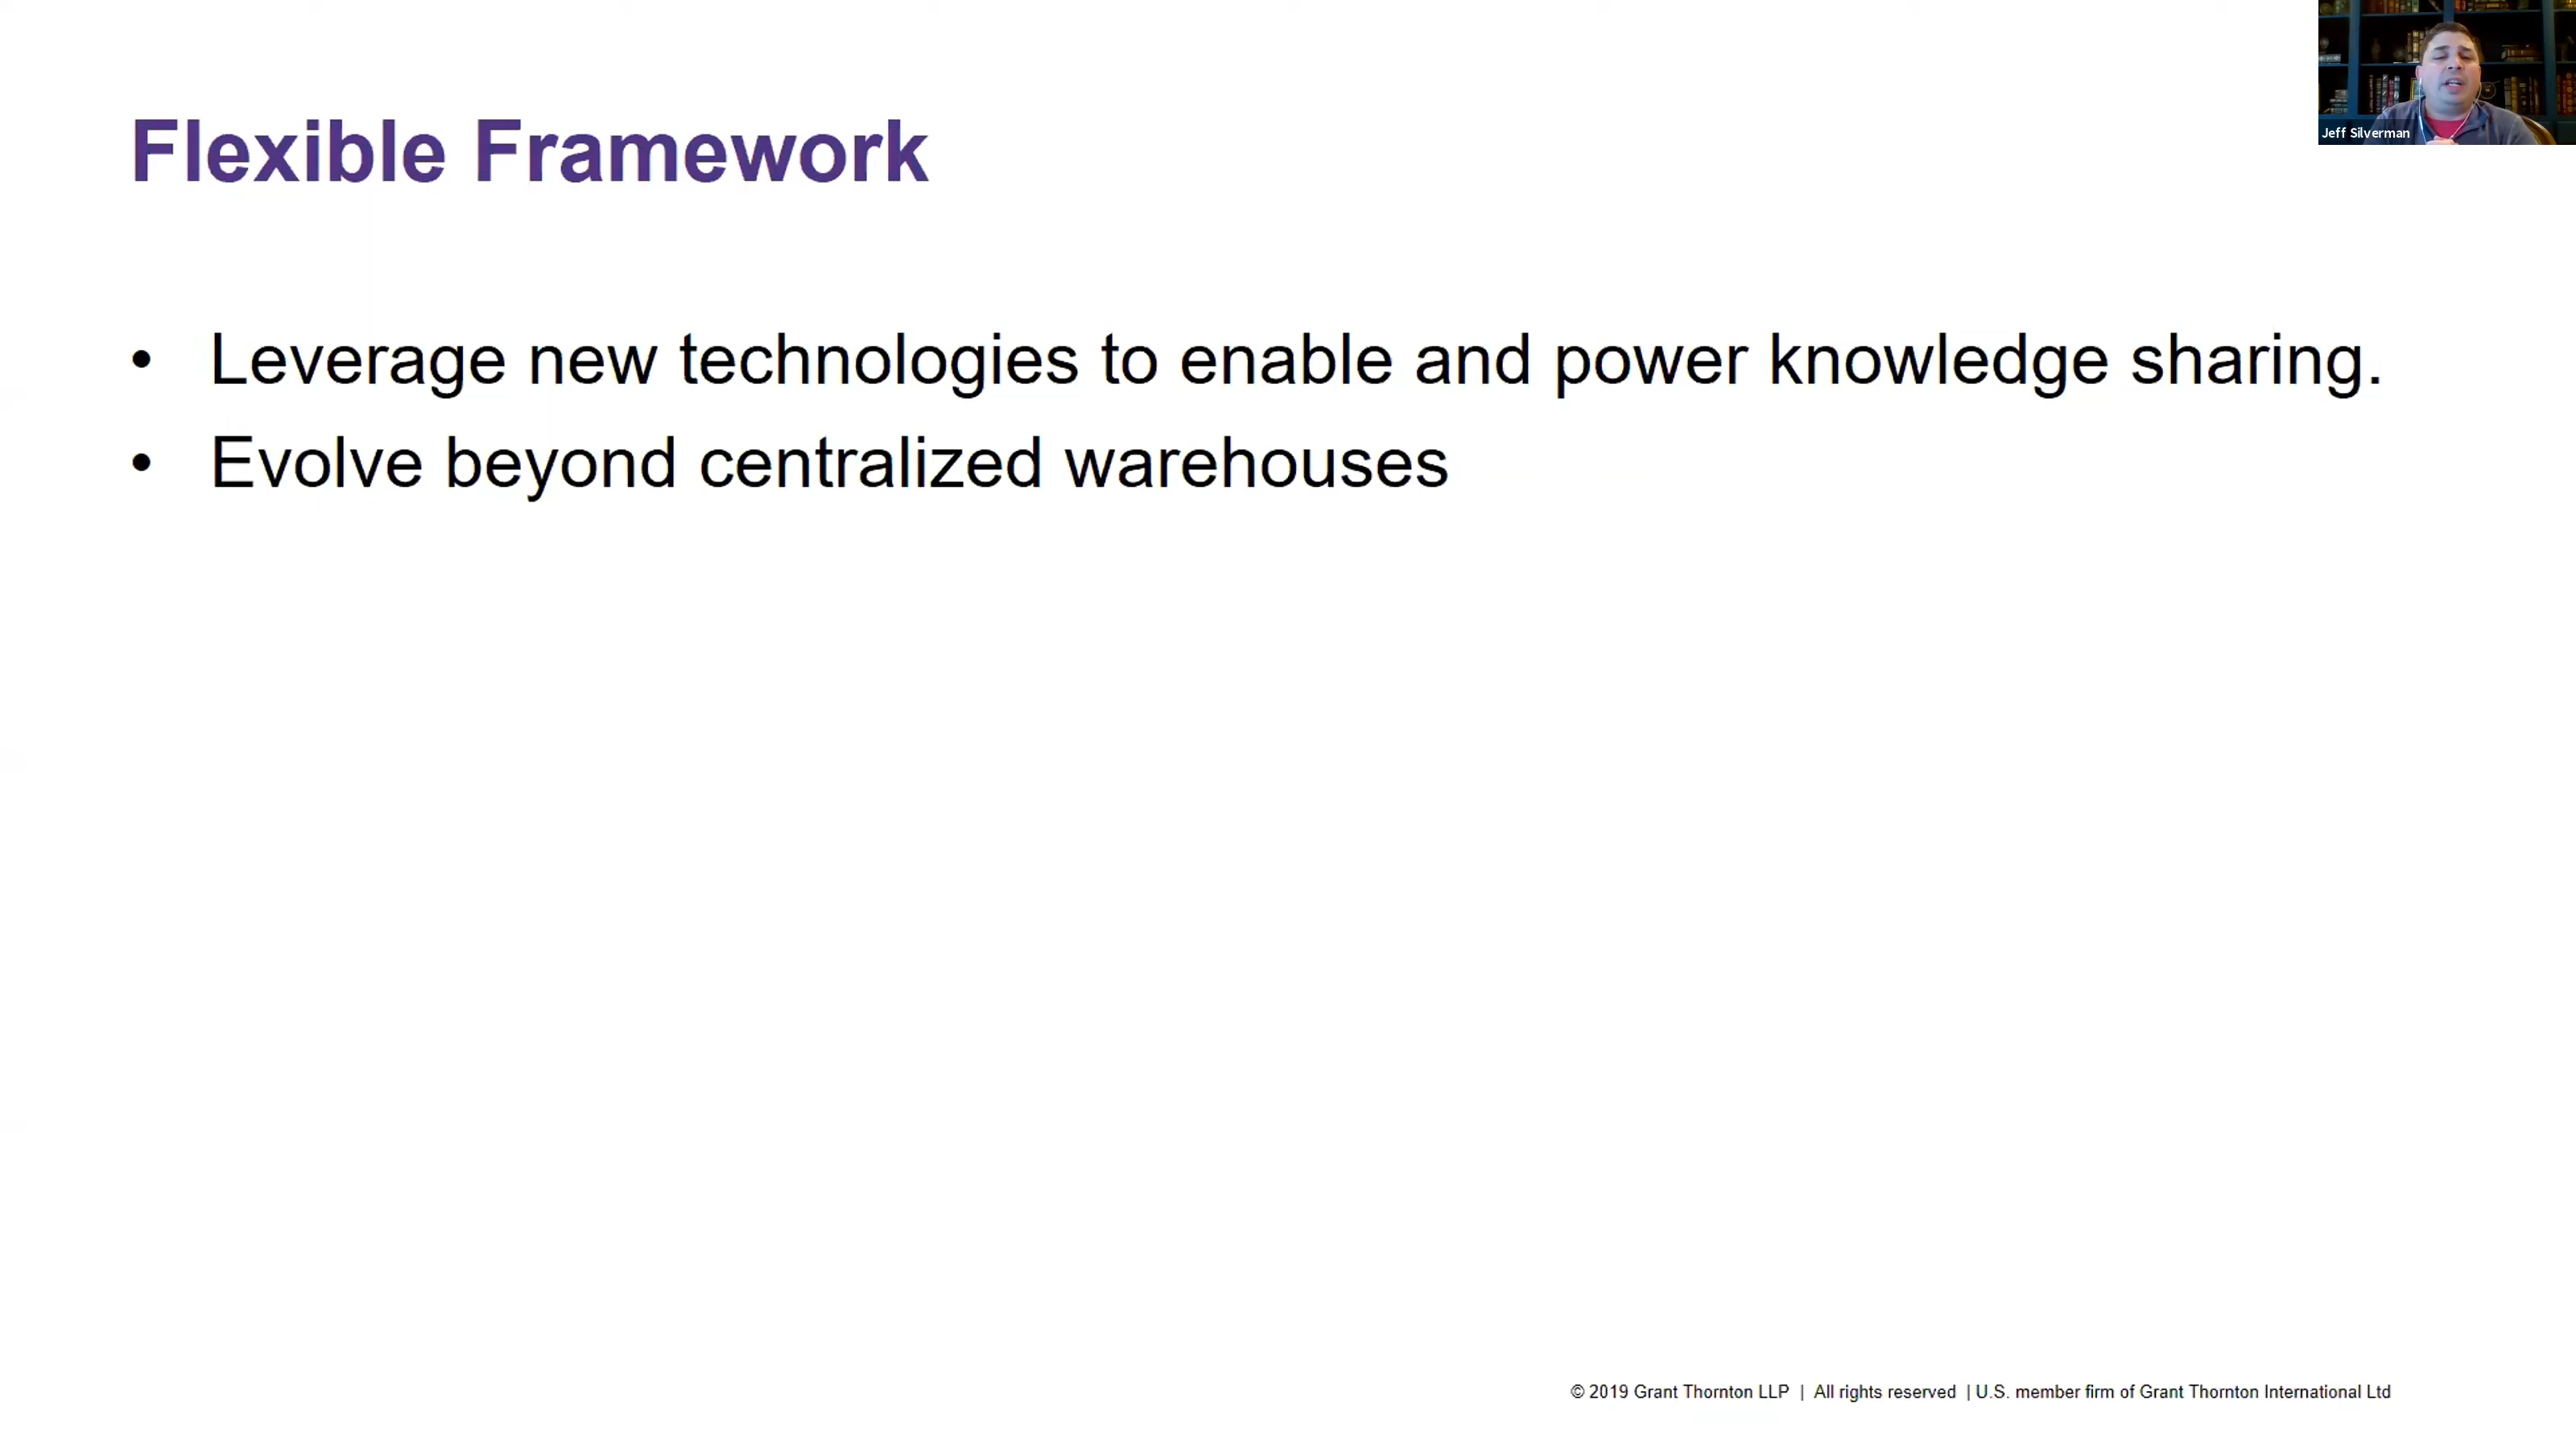 Flexible Framework
Jeff Silverman
• Leverage new technologies to enable and power knowledge sharing.
• Evolve beyond centralized warehouses
© 2019 Grant Thornton LLP | All rights reserved | U.S. member firm of Grant Thornton International Ltd